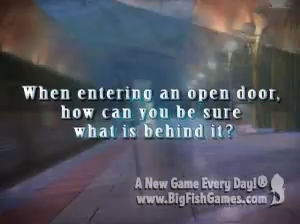 When entering an open door,
how can you be sure
what is behind it?
A New Game Every Day!®
www.BigFishGames.com